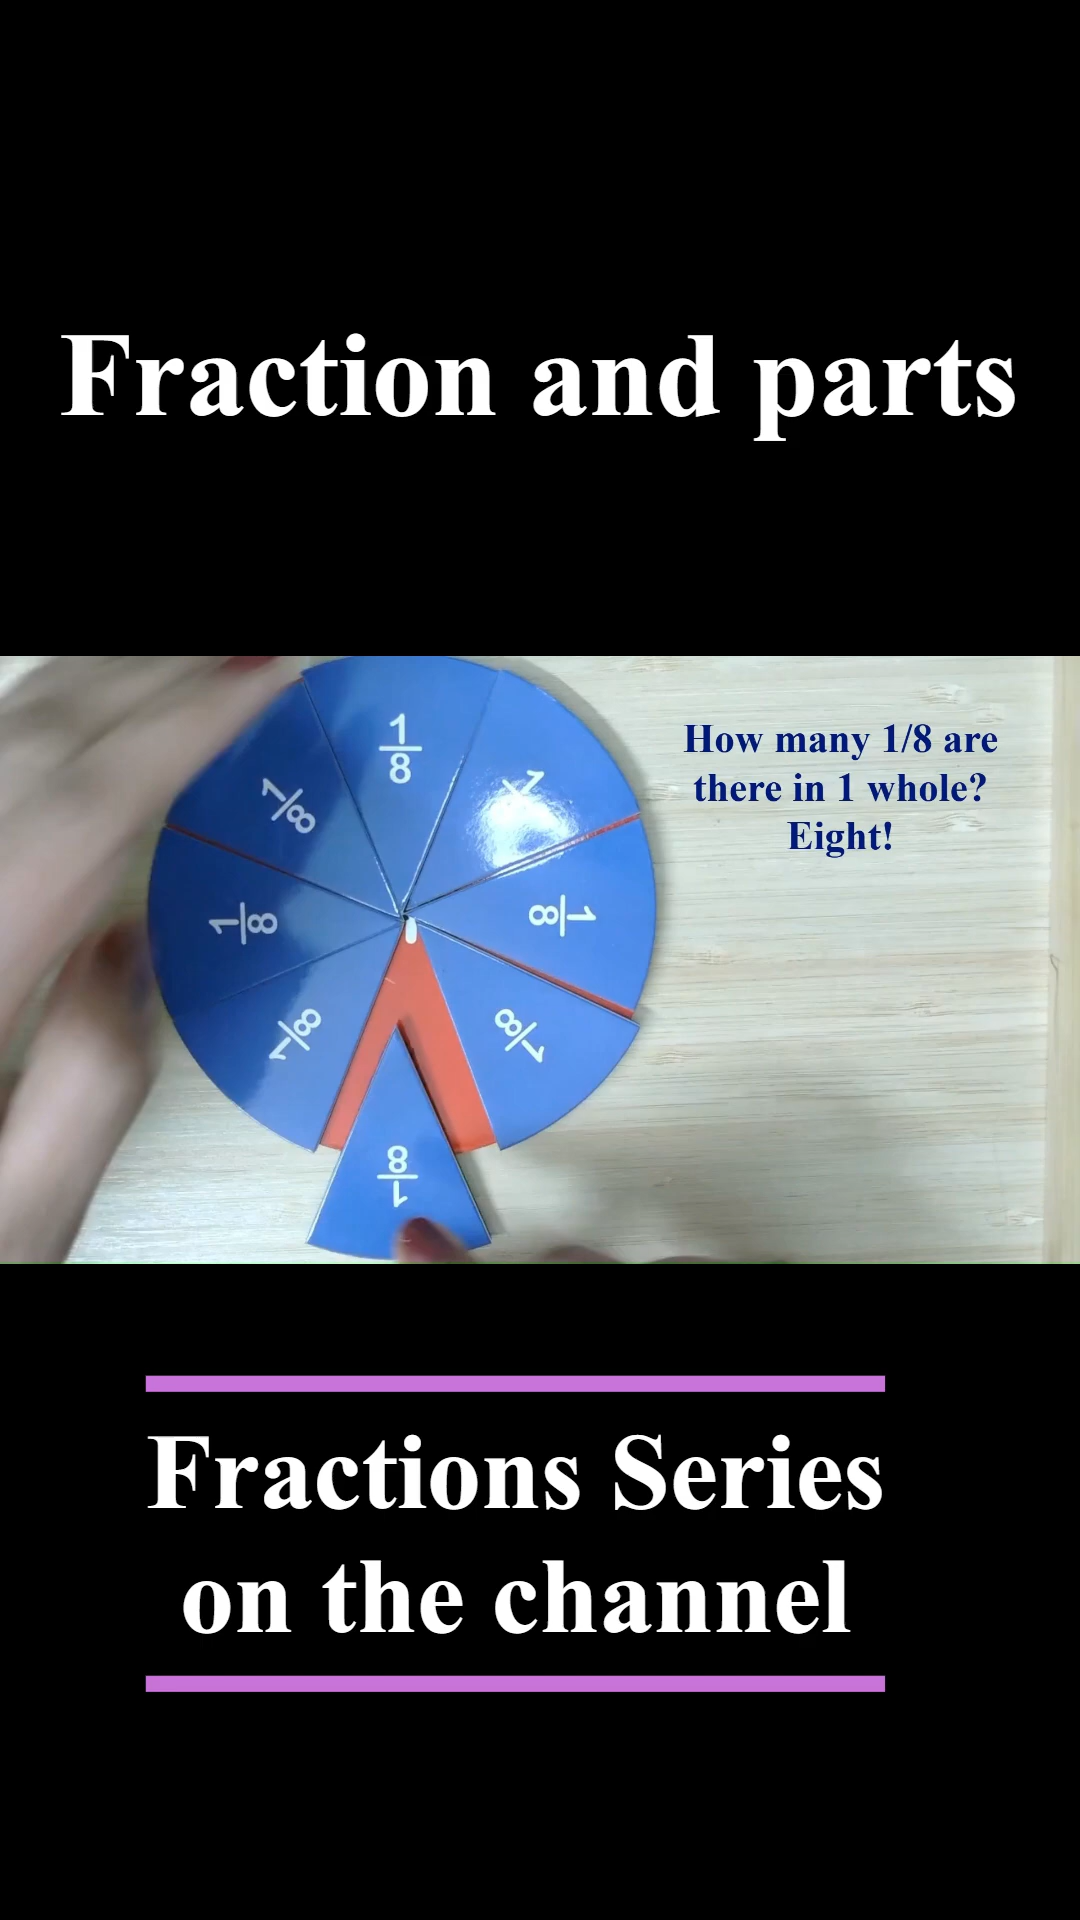 Fraction and parts
1
8
1
8
1
1
8
1
8
1
8
1
8
1
8
How many 1/8 are
there in 1 whole?
Eight!
Fractions Series
on the channel